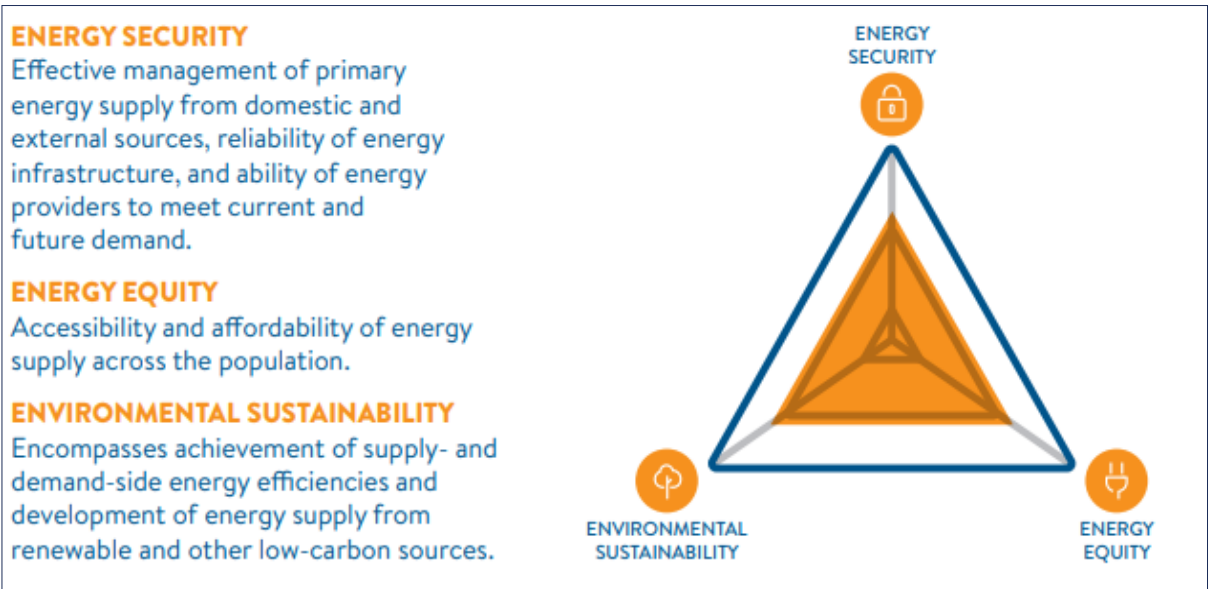 ENERGY SECURITY
Effective management of primary
energy supply from domestic and
external sources, reliability of energy
infrastructure, and ability of energy
providers to meet current and
future demand.
ENERGY EQUITY
Accessibility and affordability of energy
supply across the population.
ENVIRONMENTAL SUSTAINABILITY
Encompasses achievement of supply- and
demand-side energy efficiencies and
development of energy supply from
renewable and other low-carbon sources.
ENERGY
SECURITY
ENVIRONMENTAL
SUSTAINABILITY
ENERGY
EQUITY